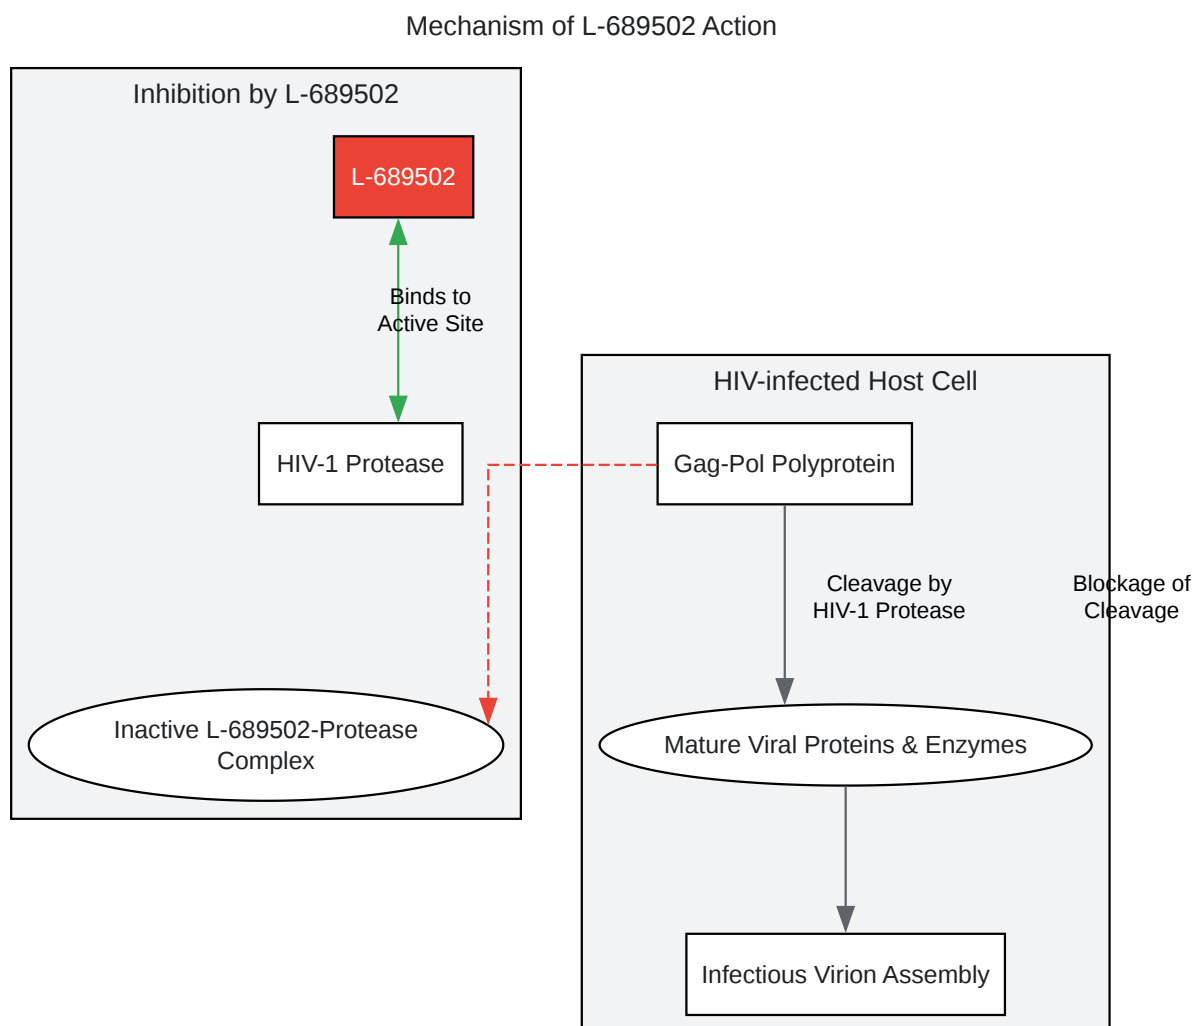 Mechanism of L-689502 Action
Inhibition by L-689502
L-689502
Binds to
Active Site
HIV-1 Protease
Inactive L-689502-Protease
Complex
HIV-infected Host Cell
Gag-Pol Polyprotein
Cleavage by
HIV-1 Protease
Blockage of
Cleavage
Mature Viral Proteins & Enzymes
Infectious Virion Assembly